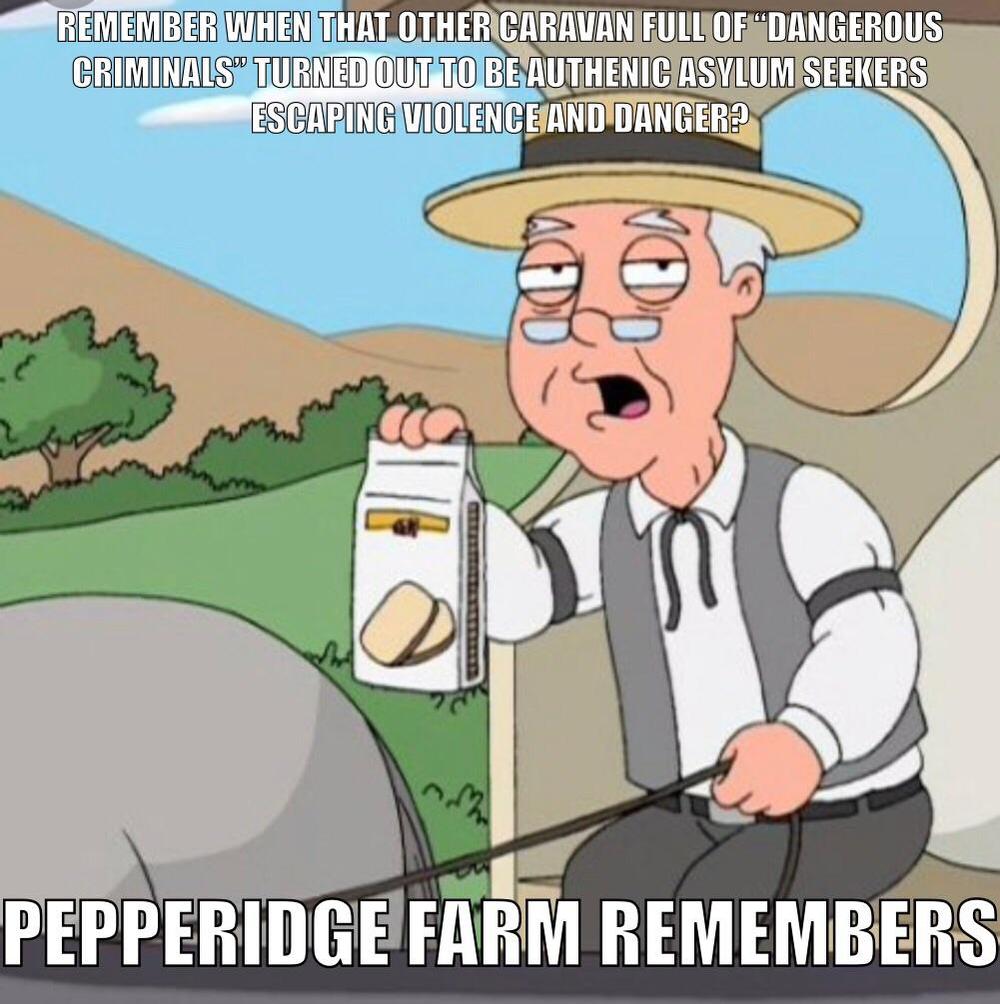 REMEMBER WHEN THAT OTHER CARAVAN FULL OF “DANGEROUS
CRIMINALS” TURNED OUT TO BE AUTHENIC ASYLUM SEEKERS
ESCAPING VIOLENCE AND DANGER?
PEPPERIDGE FARM REMEMBERS